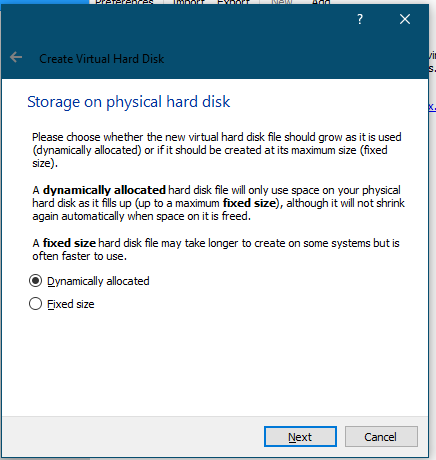 Preferences Import Export New Add
?
Create Virtual Hard Disk
Storage on physical hard disk
Please choose whether the new virtual hard disk file should grow as it is used
(dynamically allocated) or if it should be created at its maximum size (fixed
size).
A dynamically allocated hard disk file will only use space on your physical
hard disk as it fills up (up to a maximum fixed size), although it will not shrink
again automatically when space on it is freed.
A fixed size hard disk file may take longer to create on some systems but is
often faster to use.
Dynamically allocated
Fixed size
Next Cancel